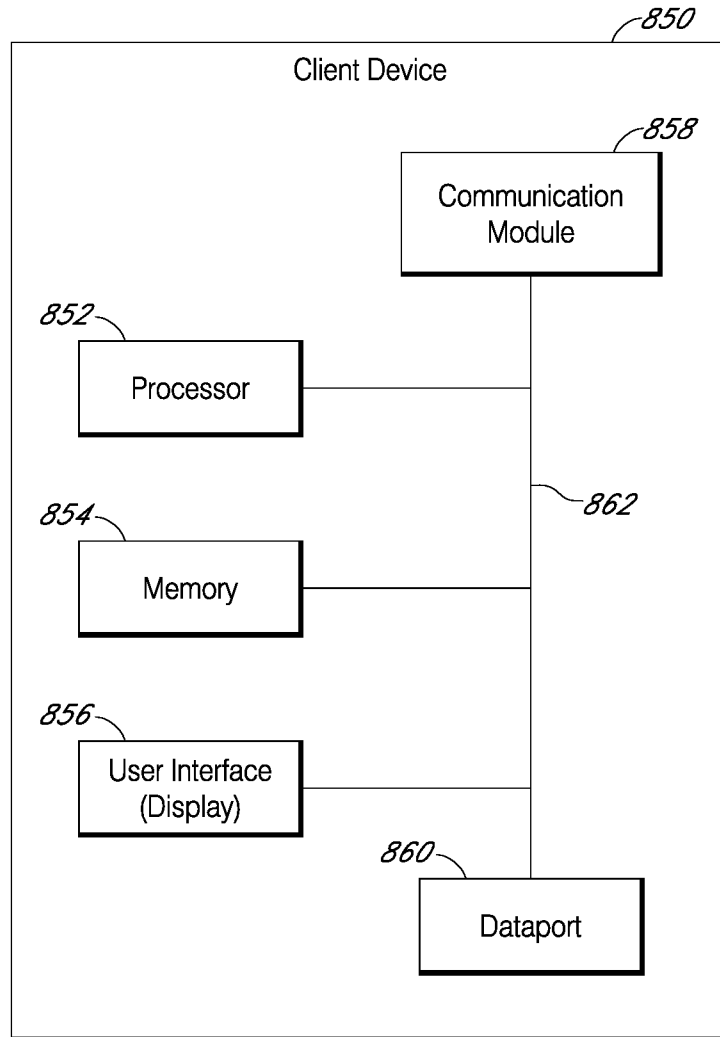 850
Client Device
858
Communication
Module
852
Processor
862
854
Memory
856
User Interface
(Display)
860
Dataport